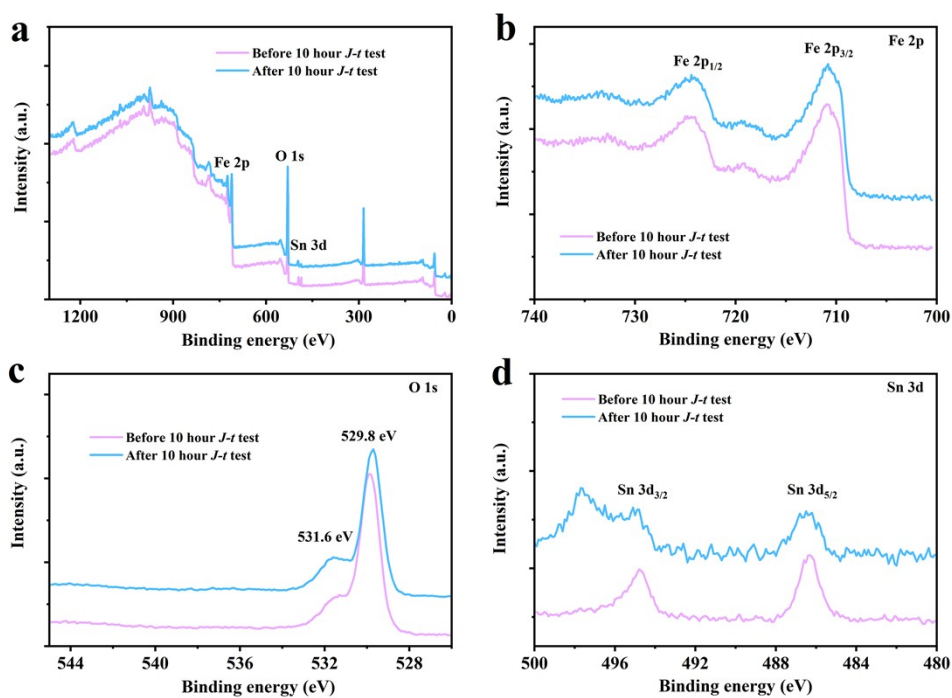 a
Before 10 hour J-t test
After 10 hour J-t test
Fe 2p
O 1s
Sn 3d
Intensity (a.u.)
1200 900 600 300 0
Binding energy (eV)
b
Fe 2p
Fe 2p1/2
Fe 2p3/2
Before 10 hour J-t test
After 10 hour J-t test
Intensity (a.u.)
740 730 720 710 700
Binding energy (eV)
c
O 1s
Before 10 hour J-t test
After 10 hour J-t test
529.8 eV
531.6 eV
Intensity (a.u.)
544 540 536 532 528
Binding energy (eV)
d
Sn 3d
Before 10 hour J-t test
After 10 hour J-t test
Sn 3d3/2
Sn 3d5/2
Intensity (a.u.)
500 496 492 488 484 480
Binding energy (eV)